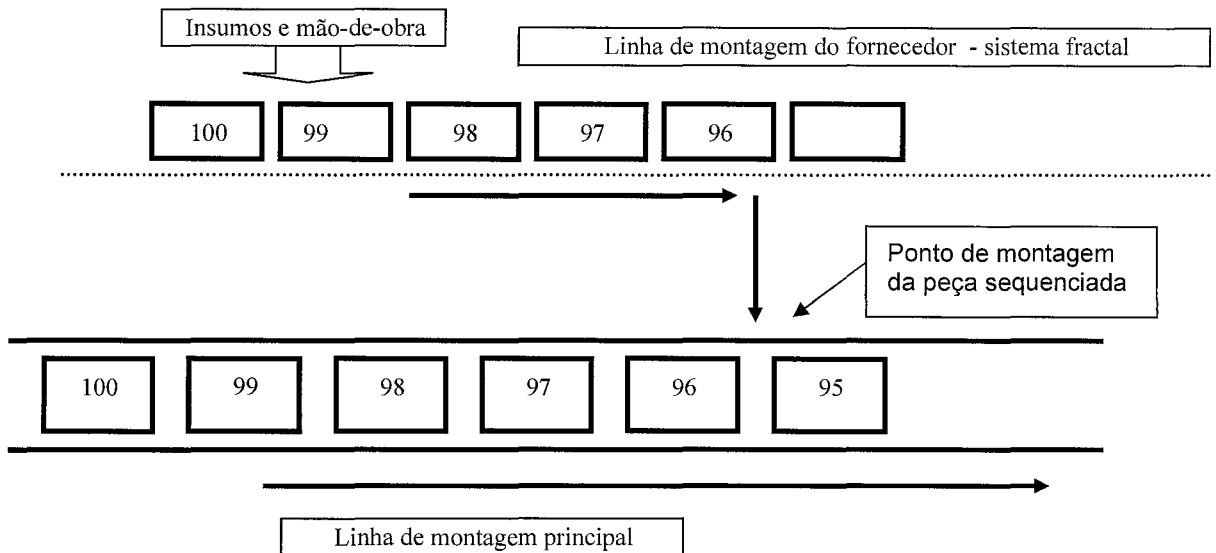 Insumos e mão-de-obra
Linha de montagem do fornecedor - sistema fractal
100 99 98 97 96
Ponto de montagem
da peça sequenciada
100 99 98 97 96 95
Linha de montagem principal